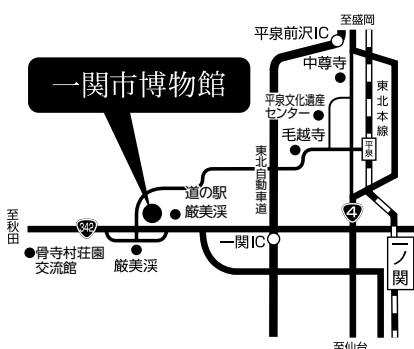 至盛岡
平泉前沢IC
中尊寺
一関市博物館
平泉文化遺産
センター
東北本線
毛越寺
平泉
東北自動車道
道の駅
厳美渓
4
至秋田
342
一関IC
骨寺村荘園
交流館
厳美渓
一ノ関
至仙台